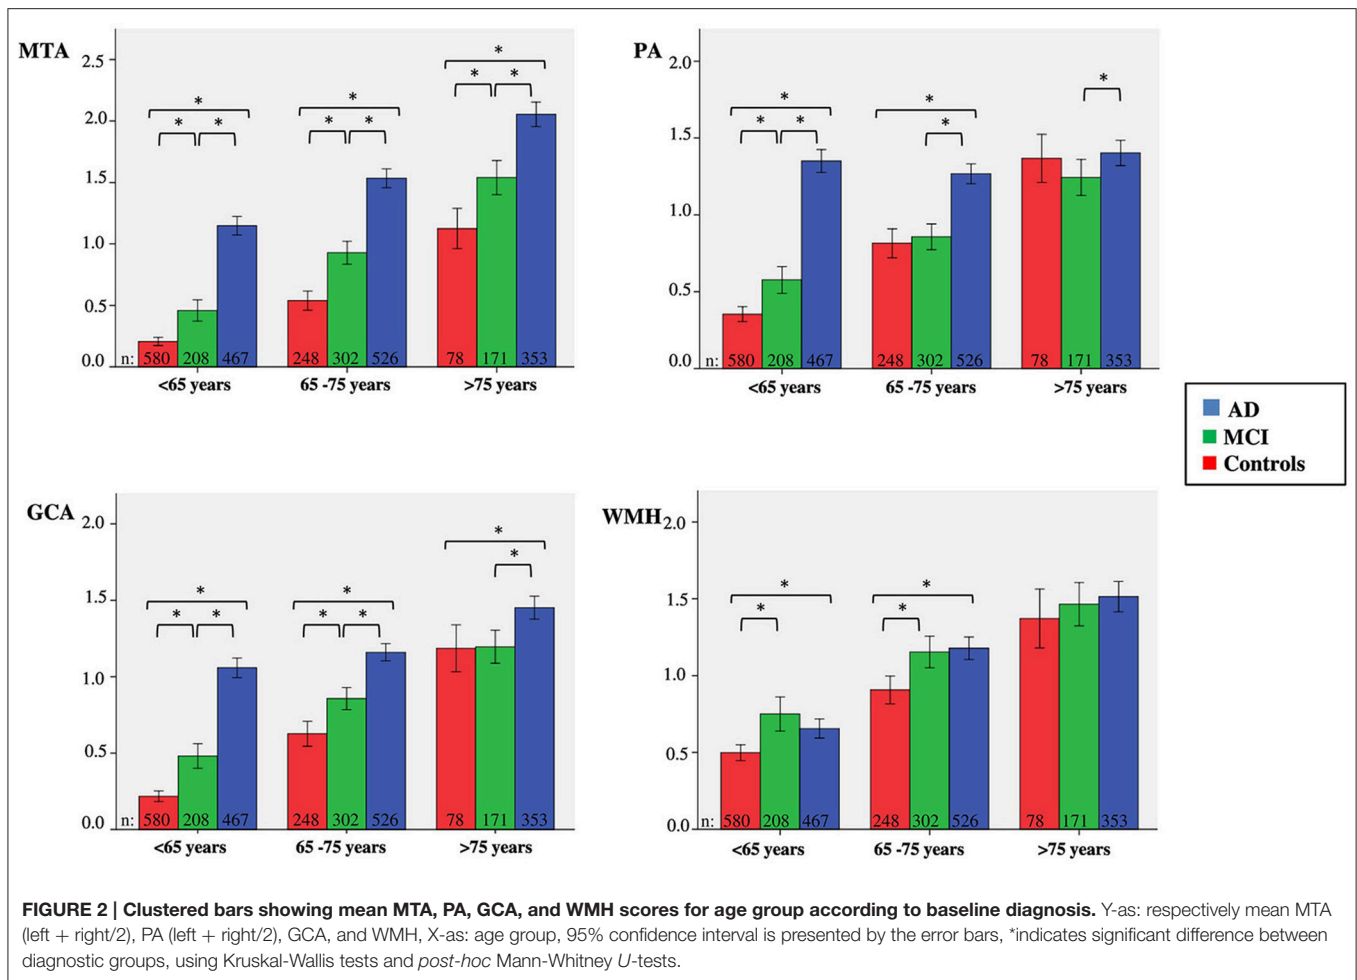 MTA
2.5
* * *
2.0
* * * * * *
1.5
* *
1.0
0.5
0.0
n: 580 208 467 248 302 526 78 171 353
<65 years 65 -75 years >75 years
PA
2.0
*
* *
1.5
* * *
1.0
0.5
0.0
n: 580 208 467 248 302 526 78 171 353
<65 years 65 -75 years >75 years
AD
MCI
Controls
GCA
2.0
*
*
* *
1.5
* * * *
1.0
0.5
0.0
n: 580 208 467 248 302 526 78 171 353
<65 years 65 -75 years >75 years
WMH
2.0
* *
1.5
* *
1.0
0.5
0.0
n: 580 208 467 248 302 526 78 171 353
<65 years 65 -75 years >75 years
FIGURE 2 | Clustered bars showing mean MTA, PA, GCA, and WMH scores for age group according to baseline diagnosis. Y-as: respectively mean MTA
(left + right/2), PA (left + right/2), GCA, and WMH, X-as: age group, 95% confidence interval is presented by the error bars, *indicates significant difference between
diagnostic groups, using Kruskal-Wallis tests and post-hoc Mann-Whitney U-tests.